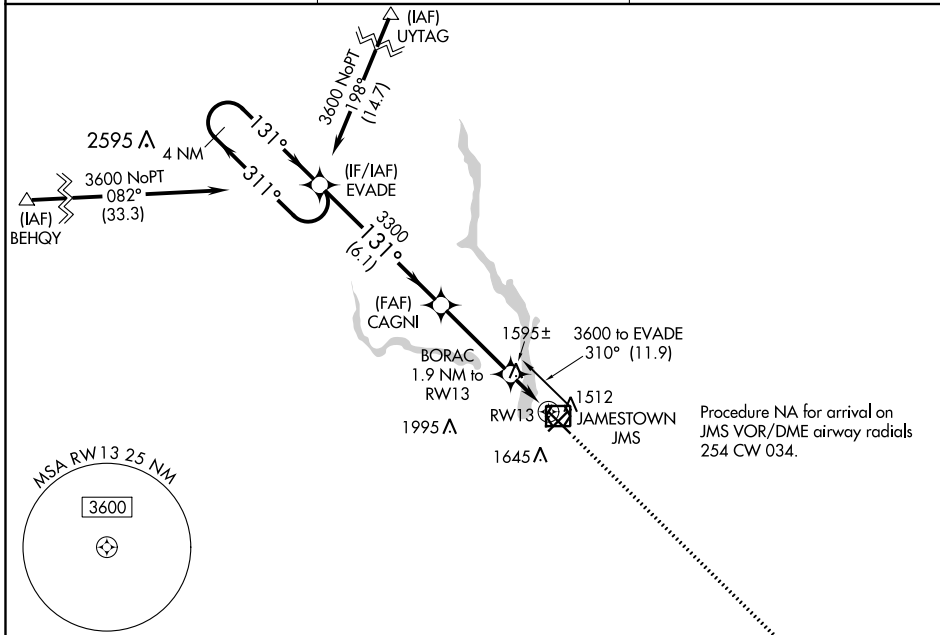 (IAF)
UYTAG
3600 NoPT
198°
(14.7)
2595
4 NM
131°
311°
(IF/IAF)
EVADE
3600 NoPT
082°
(33.3)
(IAF)
BEHQY
3300
131°
(6.1)
(FAF)
CAGNI
1595±
3600 to EVADE
310° (11.9)
BORAC
1.9 NM to
RW13
1512
RW13
JAMESTOWN
JMS
1995
1645
Procedure NA for arrival on
JMS VOR/DME airway radials
254 CW 034.
MSA RW13 25 NM
3600